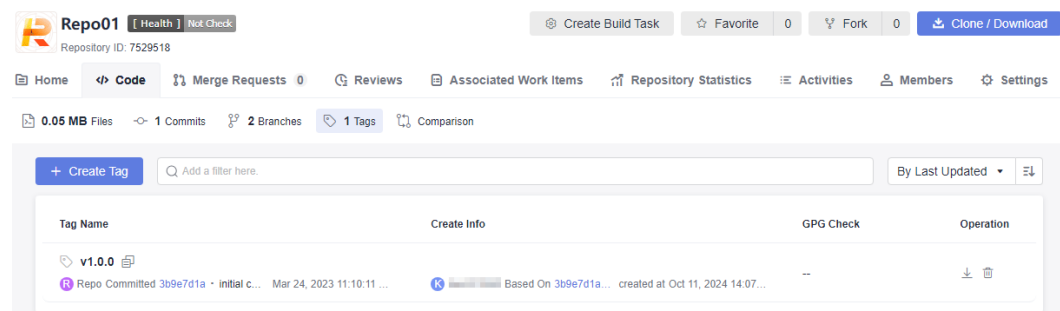 Repo01 [ Health ] Not Check Create Build Task Favorite 0 Fork 0 Clone / Download
Repository ID: 7529518
Home Code Merge Requests 0 Reviews Associated Work Items Repository Statistics Activities Members Settings
0.05 MB Files 1 Commits 2 Branches 1 Tags Comparison
+ Create Tag Add a filter here. By Last Updated
Tag Name Create Info GPG Check Operation
v1.0.0
R Repo Committed 3b9e7d1a · initial c... Mar 24, 2023 11:10:11 ... K Based On 3b9e7d1a... created at Oct 11, 2024 14:07... --